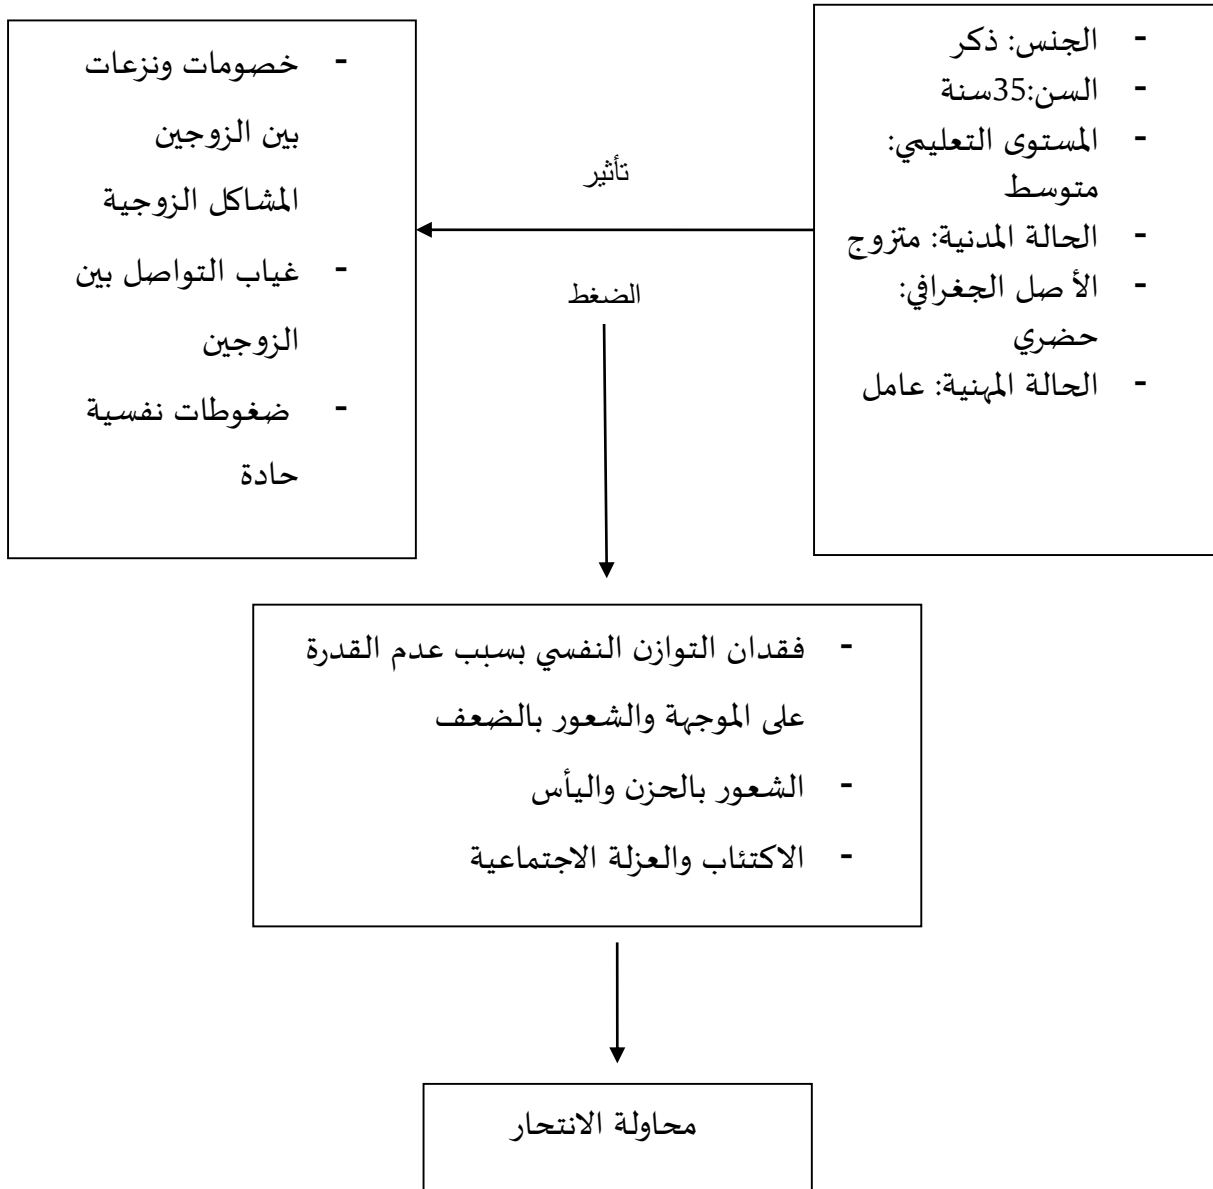 - الجنس: ذكر
- السن:35سنة
- المستوى التعليمي:
متوسط
- الحالة المدنية: متزوج
- الأ صل الجغرافي:
حضري
- الحالة المهنية: عامل
تأثير
الضغط
- خصومات ونزعات
بين الزوجين
المشاكل الزوجية
- غياب التواصل بين
الزوجين
- ضغوطات نفسية
حادة
- فقدان التوازن النفسي بسبب عدم القدرة
على الموجهة والشعور بالضعف
- الشعور بالحزن واليأس
- الاكتئاب والعزلة الاجتماعية
محاولة الانتحار